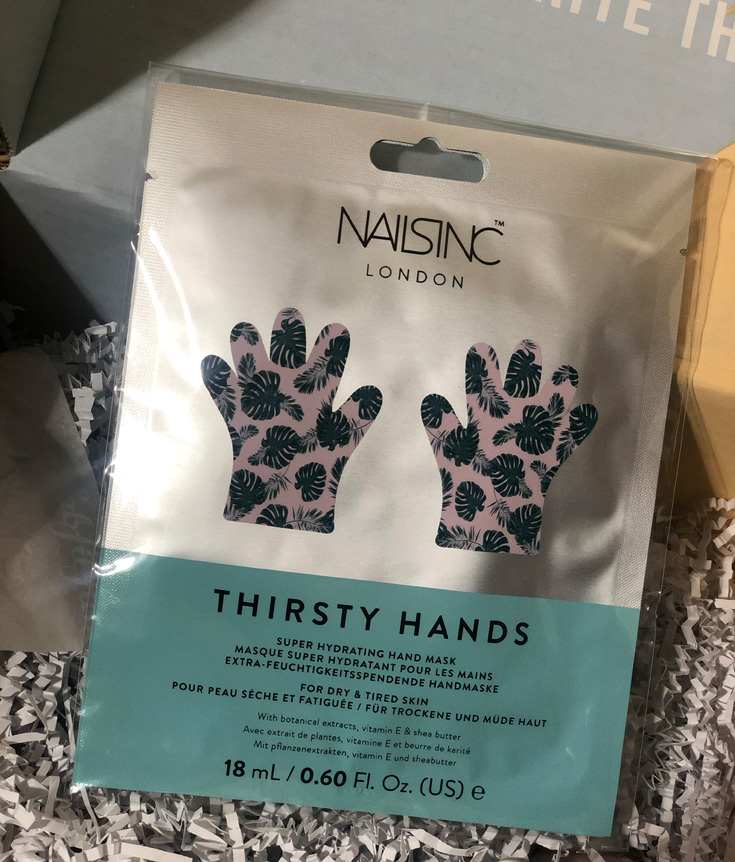 NAILSINC™
LONDON
THIRSTY HANDS
SUPER HYDRATING HAND MASK
MASQUE SUPER HYDRATANT POUR LES MAINS
EXTRA-FEUCHTIGKEITSSPENDENDE HANDMASKE
FOR DRY & TIRED SKIN
POUR PEAU SÈCHE ET FATIGUÉE / FÜR TROCKENE UND MÜDE HAUT
With botanical extracts, vitamin E & shea butter
Avec extrait de plantes, vitamine E et beurre de karité
Mit pflanzenextrakten, vitamin E und sheabutter
18 mL / 0.60 Fl. Oz. (US) e